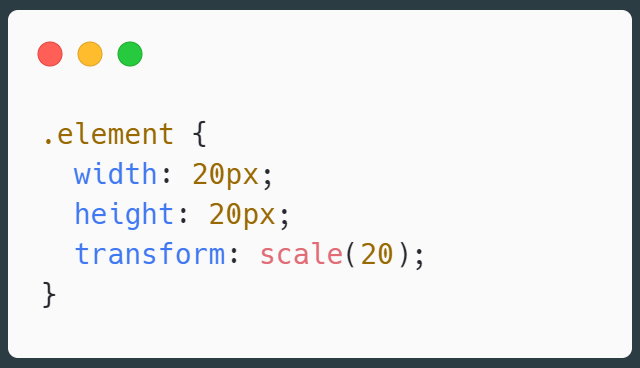 .element {
  width: 20px;
  height: 20px;
  transform: scale(20);
}